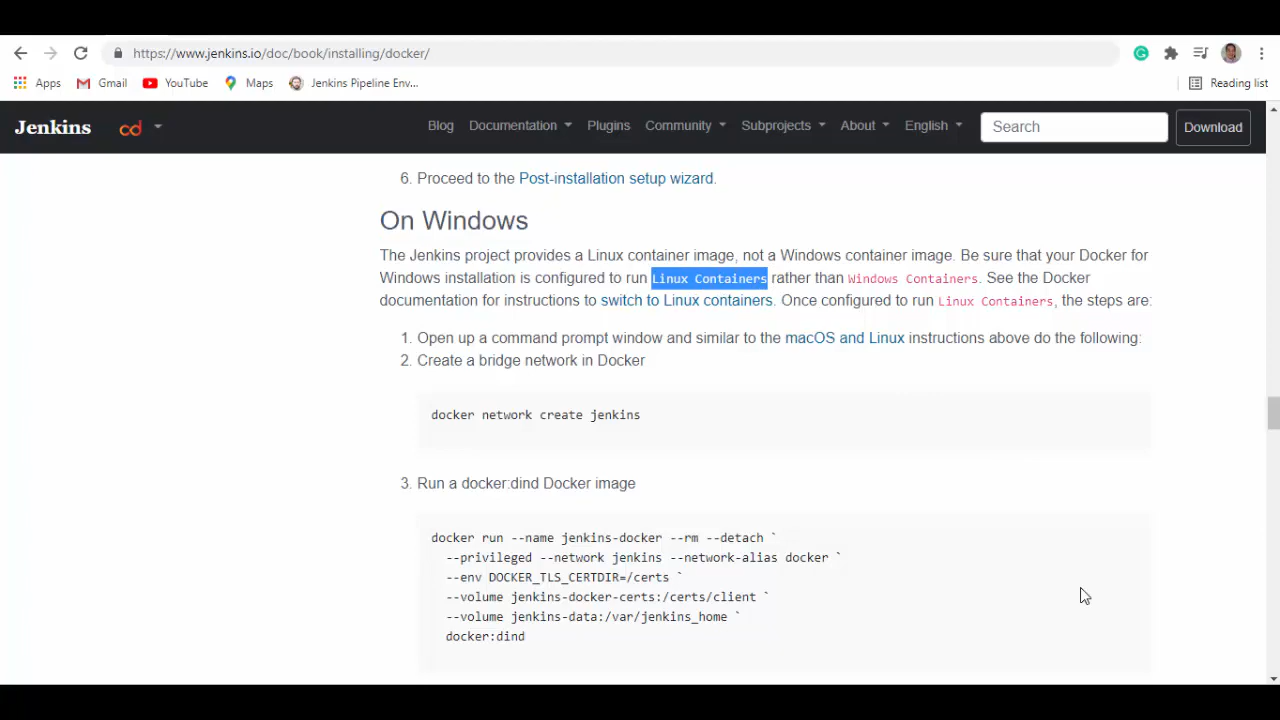 https://www.jenkins.io/doc/book/installing/docker/
Apps Gmail YouTube Maps Jenkins Pipeline Env... Reading list
Jenkins cd Blog Documentation Plugins Community Subprojects About English Search Download
6. Proceed to the Post-installation setup wizard.
On Windows
The Jenkins project provides a Linux container image, not a Windows container image. Be sure that your Docker for
Windows installation is configured to run Linux Containers rather than Windows Containers. See the Docker
documentation for instructions to switch to Linux containers. Once configured to run Linux Containers, the steps are:
1. Open up a command prompt window and similar to the macOS and Linux instructions above do the following:
2. Create a bridge network in Docker
docker network create jenkins
3. Run a docker:dind Docker image
docker run --name jenkins-docker --rm --detach `
--privileged --network jenkins --network-alias docker `
--env DOCKER_TLS_CERTDIR=/certs `
--volume jenkins-docker-certs:/certs/client `
--volume jenkins-data:/var/jenkins_home `
docker:dind